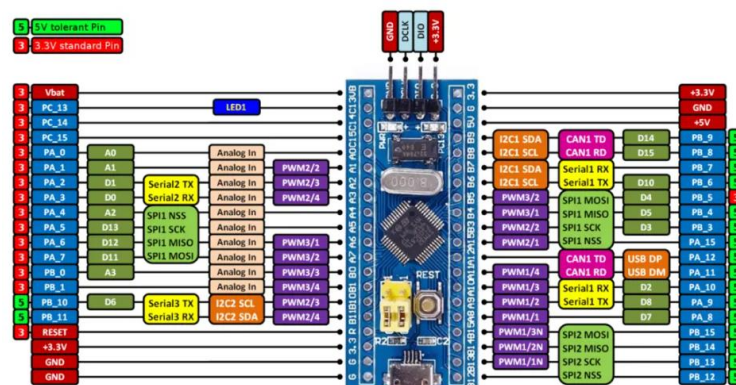 5 5V tolerant Pin
3 3.3V standard Pin
GND DCLK DIO +3.3V
3 Vbat
3 PC_13 LED1
3 PC_14
3 PC_15
3 PA_0 A0 Analog In
3 PA_1 A1 Analog In PWM2/2
3 PA_2 D1 Serial2 TX Analog In PWM2/3
3 PA_3 D0 Serial2 RX Analog In PWM2/4
3 PA_4 A2 SPI1 NSS Analog In
3 PA_5 D13 SPI1 SCK Analog In
3 PA_6 D12 SPI1 MISO Analog In PWM3/1
3 PA_7 D11 SPI1 MOSI Analog In PWM3/2
3 PB_0 A3 Analog In PWM3/3
3 PB_1 Analog In PWM3/4
5 PB_10 D6 Serial3 TX I2C2 SCL PWM2/3
5 PB_11 Serial3 RX I2C2 SDA PWM2/4
3 RESET
+3.3V
GND
GND
REST
+3.3V
GND
+5V
I2C1 SDA CAN1 TD D14 PB_9
I2C1 SCL CAN1 RD D15 PB_8
I2C1 SDA Serial1 RX PB_7
I2C1 SCL Serial1 TX D10 PB_6
PWM3/2 SPI1 MOSI D4 PB_5
PWM3/1 SPI1 MISO D5 PB_4
PWM2/2 SPI1 SCK D3 PB_3
PWM2/1 SPI1 NSS PA_15
CAN1 TD USB DP PA_12
PWM1/4 CAN1 RD USB DM PA_11
PWM1/3 Serial1 RX D2 PA_10
PWM1/2 Serial1 TX D8 PA_9
PWM1/1 D7 PA_8
PWM1/3N SPI2 MOSI PB_15
PWM1/2N SPI2 MISO PB_14
PWM1/1N SPI2 SCK PB_13
SPI2 NSS PB_12